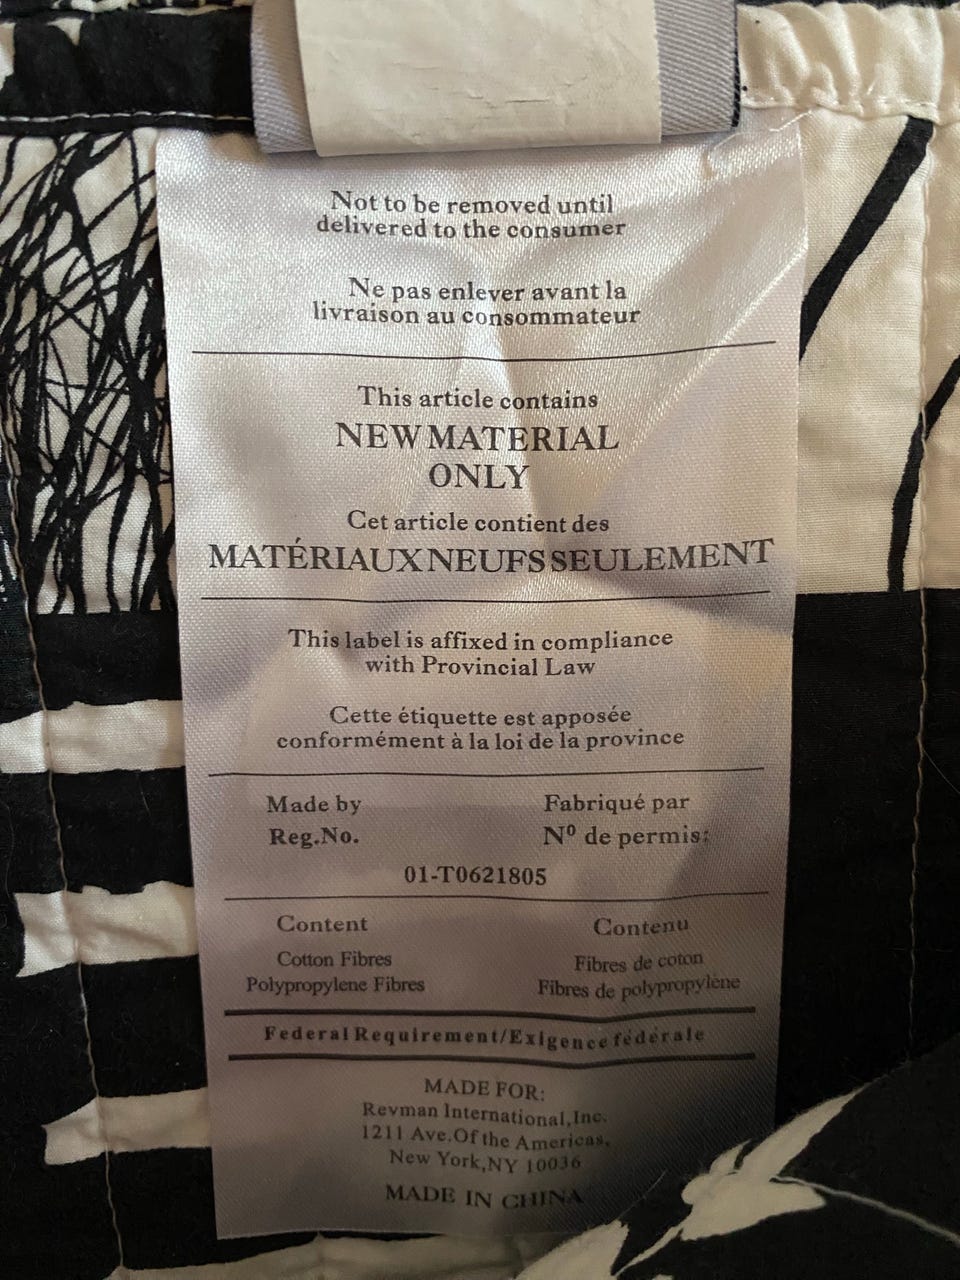 Not to be removed until
delivered to the consumer
Ne pas enlever avant la
livraison au consommateur
This article contains
NEW MATERIAL
ONLY
Cet article contient des
MATÉRIAUX NEUFS SEULEMENT
This label is affixed in compliance
with Provincial Law
Cette étiquette est apposée
conformément à la loi de la province
Made by Fabriqué par
Reg.No. Nº de permis:
01-T0621805
Content Contenu
Cotton Fibres Fibres de coton
Polypropylene Fibres Fibres de polypropylène
Federal Requirement/Exigence fédérale
MADE FOR:
Revman International,Inc.
1211 Ave.Of the Americas,
New York,NY 10036
MADE IN CHINA